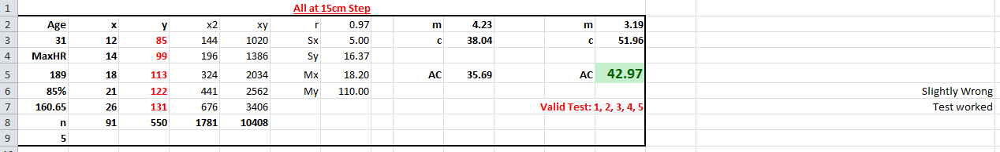 1 All at 15cm Step
2 Age x y x2 xy r 0.97 m 4.23 m 3.19
3 31 12 85 144 1020 Sx 5.00 c 38.04 c 51.96
4 MaxHR 14 99 196 1386 Sy 16.37
5 189 18 113 324 2034 Mx 18.20 AC 35.69 AC 42.97
6 85% 21 122 441 2562 My 110.00 Slightly Wrong
7 160.65 26 131 676 3406 Valid Test: 1, 2, 3, 4, 5 Test worked
8 n 91 550 1781 10408
9 5